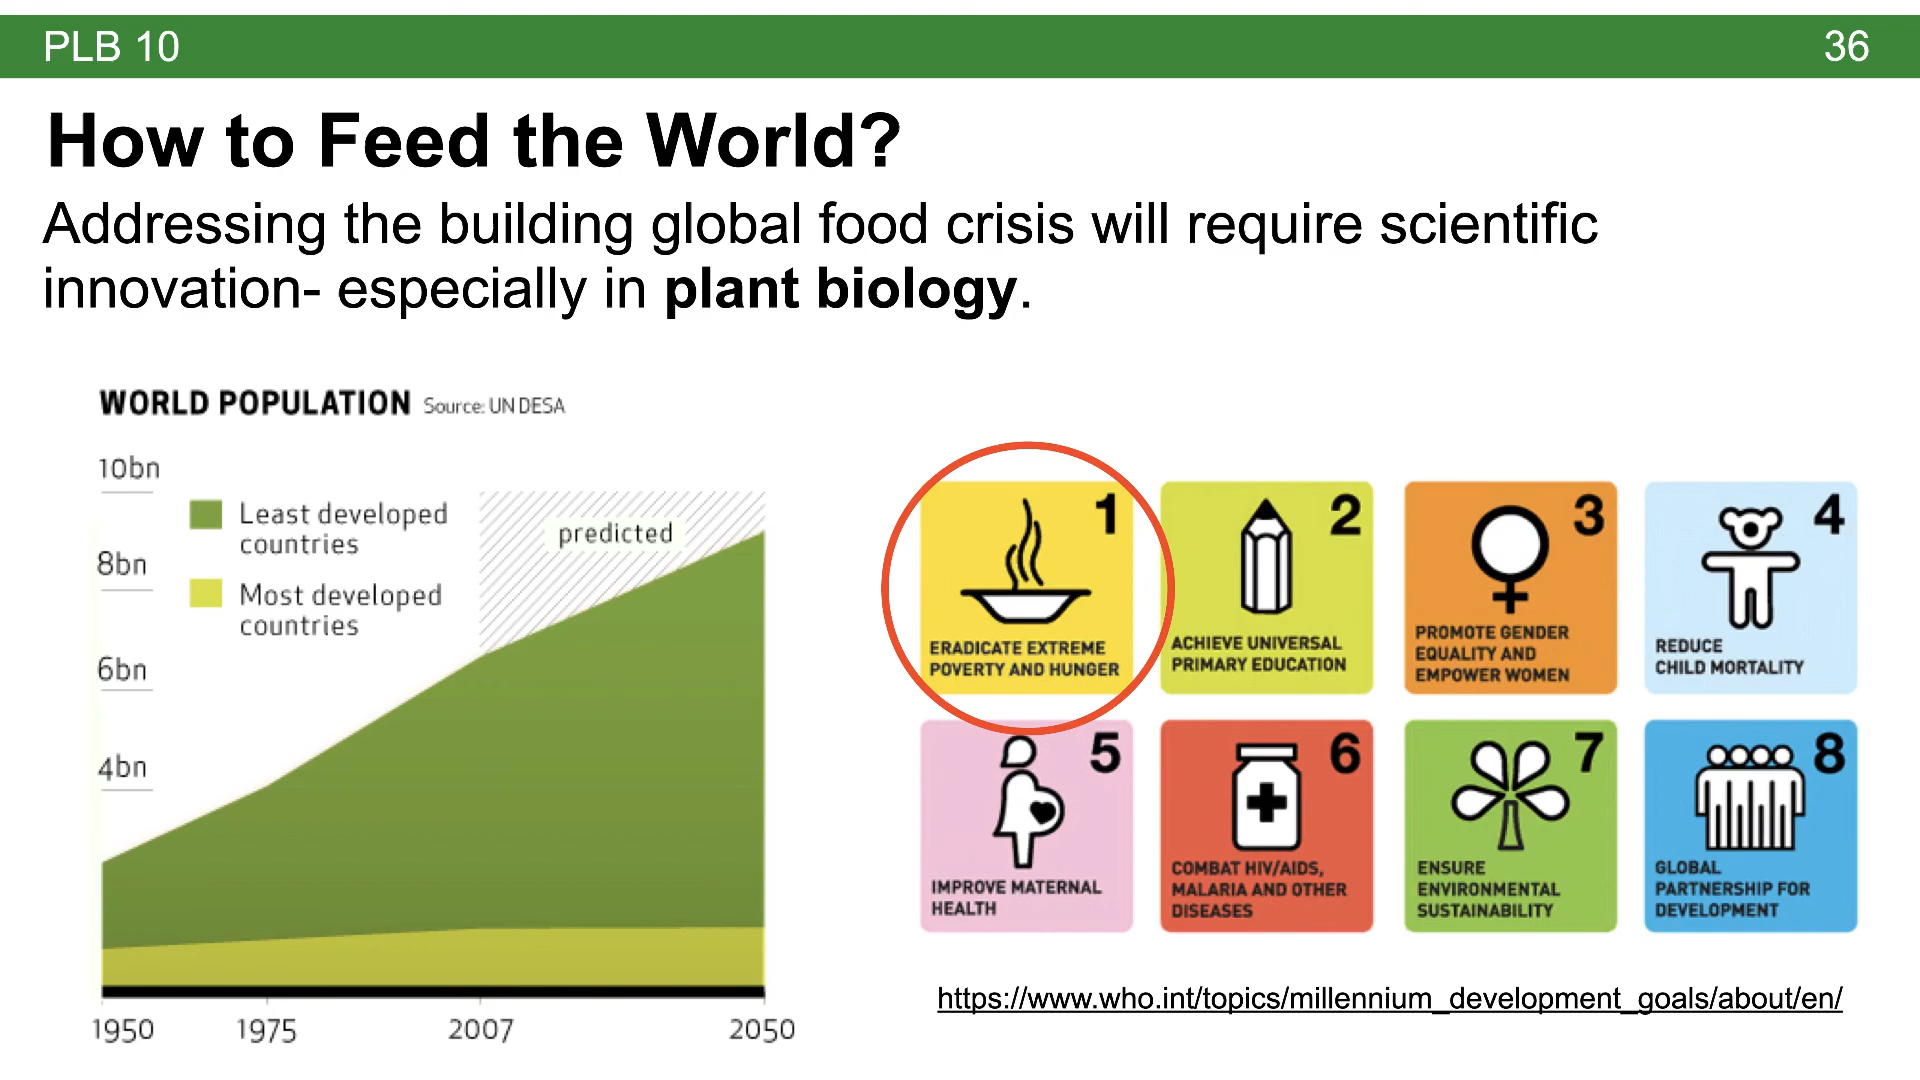 PLB 10
36
How to Feed the World?
Addressing the building global food crisis will require scientific
innovation- especially in plant biology.
WORLD POPULATION Source: UN DESA
10bn
8bn
6bn
4bn
Least developed
countries
Most developed
countries
predicted
1950
1975
2007
2050
1
ERADICATE EXTREME
POVERTY AND HUNGER
2
ACHIEVE UNIVERSAL
PRIMARY EDUCATION
3
PROMOTE GENDER
EQUALITY AND
EMPOWER WOMEN
4
REDUCE
CHILD MORTALITY
5
IMPROVE MATERNAL
HEALTH
6
COMBAT HIV/AIDS,
MALARIA AND OTHER
DISEASES
7
ENSURE
ENVIRONMENTAL
SUSTAINABILITY
8
GLOBAL
PARTNERSHIP FOR
DEVELOPMENT
https://www.who.int/topics/millennium_development_goals/about/en/